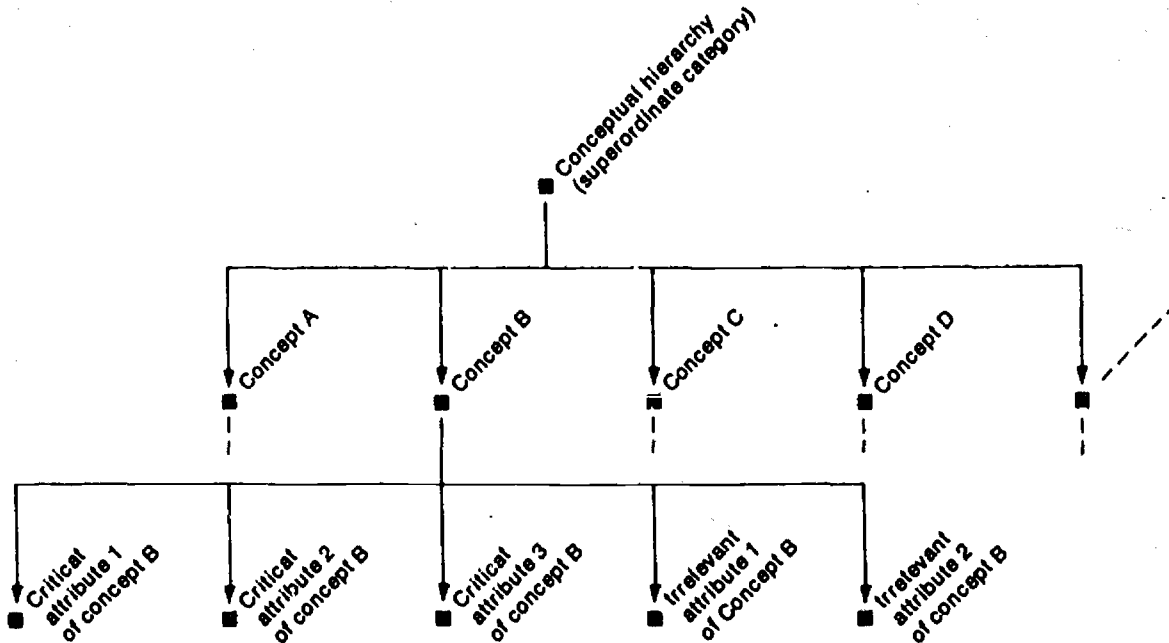 Conceptual hierarchy
(superordinate category)
Concept A
Concept B
Concept C
Concept D
Critical
attribute 1
of concept B
Critical
attribute 2
of concept B
Critical
attribute 3
of concept B
Irrelevant
attribute 1
of Concept B
Irrelevant
attribute 2
of concept B